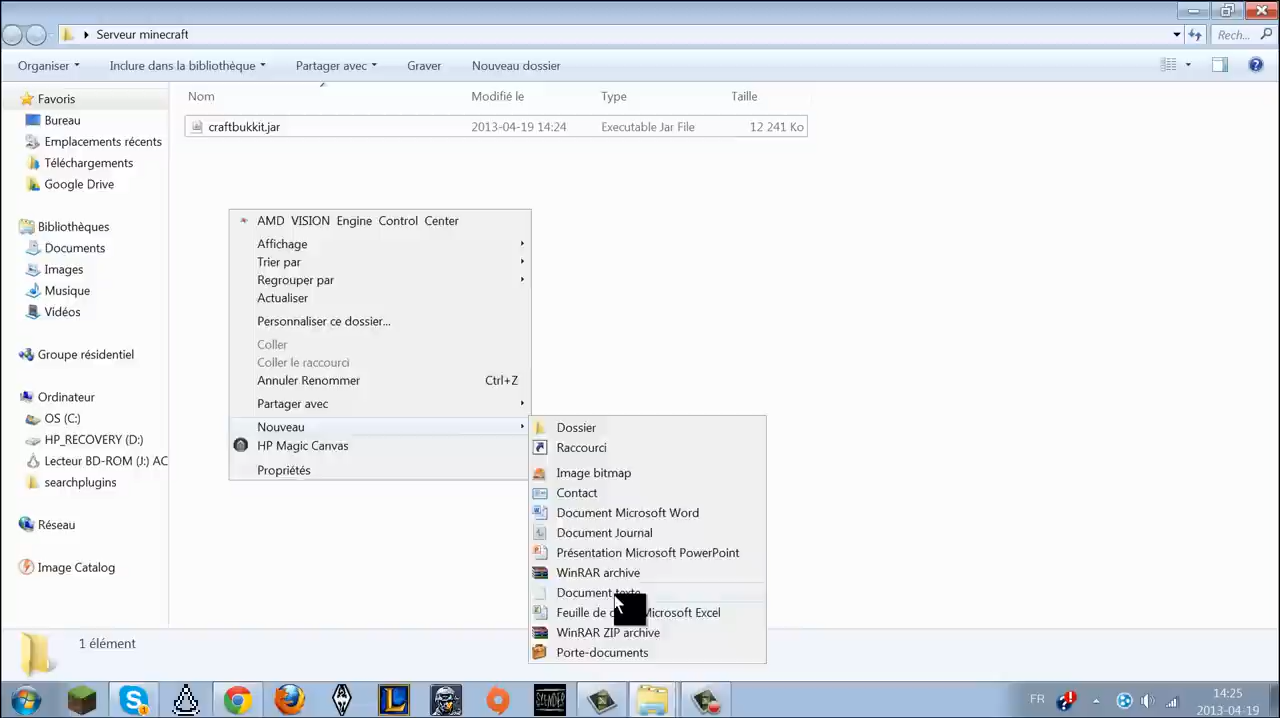 Serveur minecraft
Rech...
Organiser
Inclure dans la bibliothèque
Partager avec
Graver
Nouveau dossier
Nom
Modifié le
Type
Taille
craftbukkit.jar
2013-04-19 14:24
Executable Jar File
12 241 Ko
Favoris
Bureau
Emplacements récents
Téléchargements
Google Drive
Bibliothèques
Documents
Images
Musique
Vidéos
Groupe résidentiel
Ordinateur
OS (C:)
HP_RECOVERY (D:)
Lecteur BD-ROM (J:) AC
searchplugins
Réseau
Image Catalog
AMD VISION Engine Control Center
Affichage
Trier par
Regrouper par
Actualiser
Personnaliser ce dossier...
Coller
Coller le raccourci
Annuler Renommer Ctrl+Z
Partager avec
Nouveau
HP Magic Canvas
Propriétés
Dossier
Raccourci
Image bitmap
Contact
Document Microsoft Word
Document Journal
Présentation Microsoft PowerPoint
WinRAR archive
Document texte
Feuille de Microsoft Excel
WinRAR ZIP archive
Porte-documents
1 élément
SLENDER
FR
14:25
2013-04-19